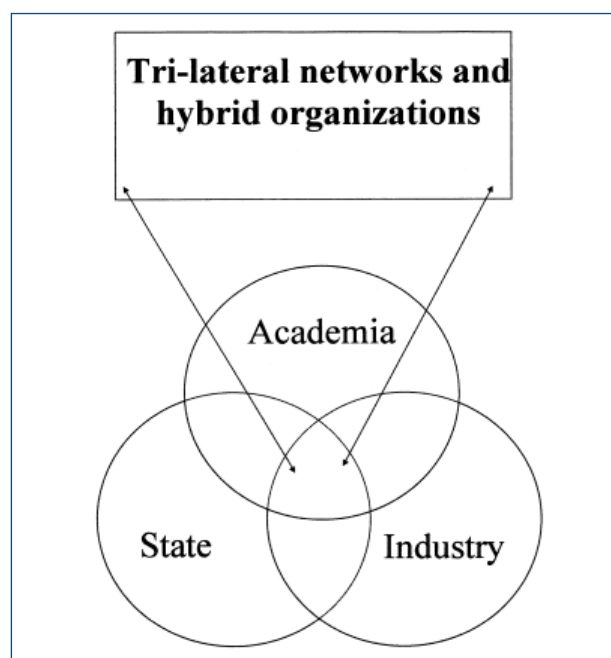 Tri-lateral networks and
hybrid organizations
Academia
State
Industry